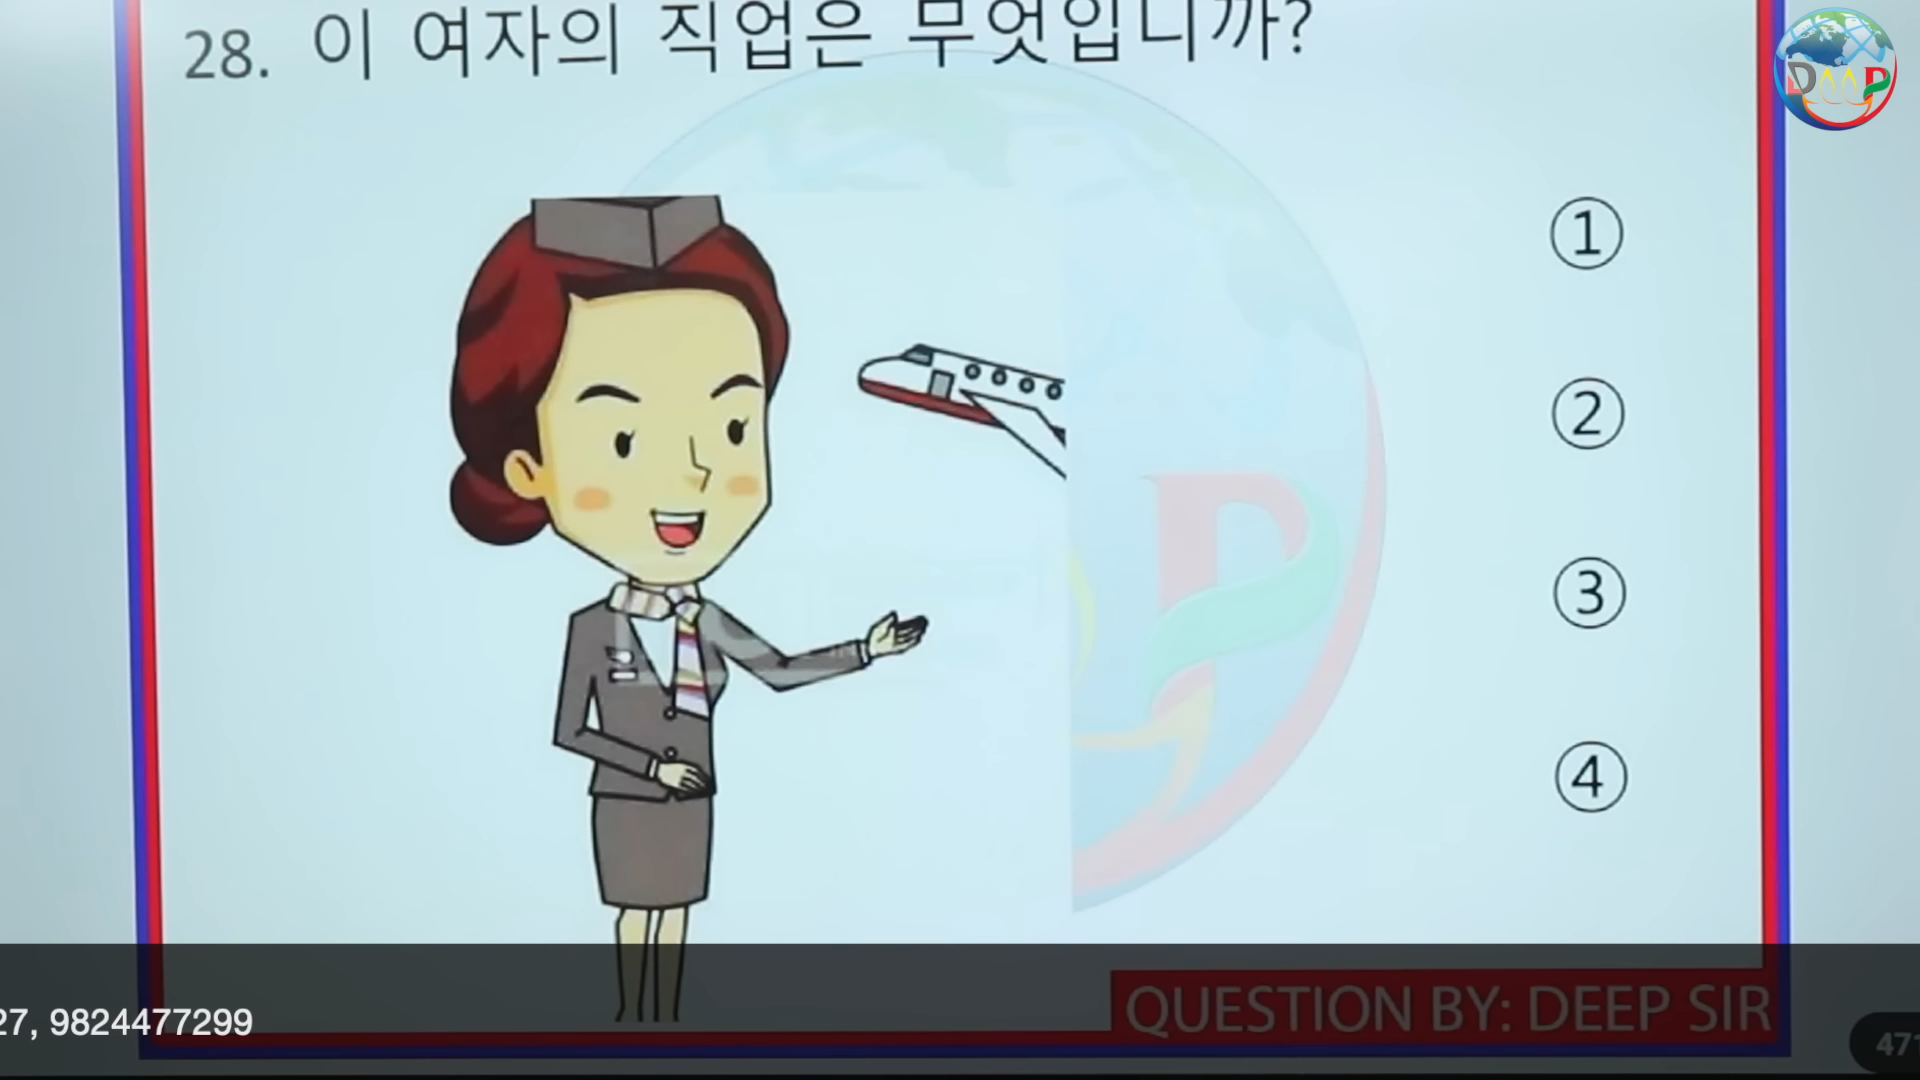 28. 이 여자의 직업은 무엇입니까?
DEEP
①
②
③
④
QUESTION BY: DEEP SIR
27, 9824477299